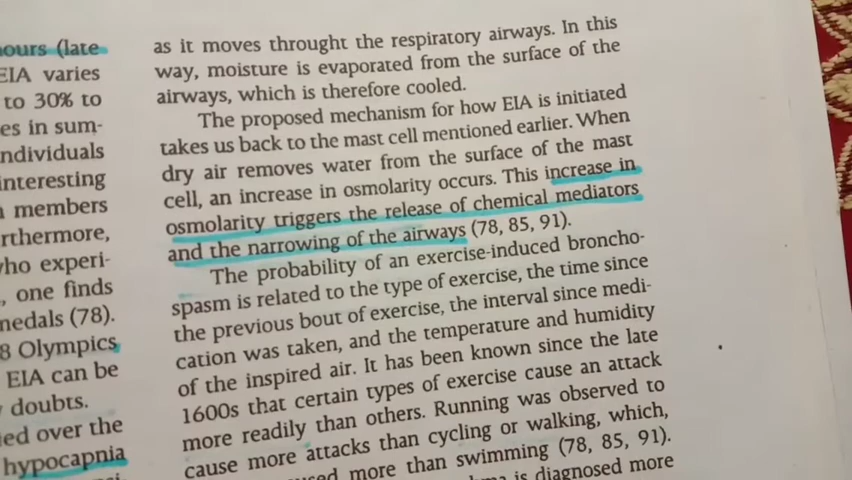 ours (late
EIA varies
to 30% to
es in sum-
ndividuals
interesting
members
rthermore,
ho experi-
, one finds
medals (78).
8 Olympics
EIA can be
doubts.
ied over the
hypocapnia
as it moves throught the respiratory airways. In this
way, moisture is evaporated from the surface of the
airways, which is therefore cooled.
The proposed mechanism for how EIA is initiated
takes us back to the mast cell mentioned earlier. When
dry air removes water from the surface of the mast
cell, an increase in osmolarity occurs. This increase in
osmolarity triggers the release of chemical mediators
and the narrowing of the airways (78, 85, 91).
The probability of an exercise-induced broncho-
spasm is related to the type of exercise, the time since
the previous bout of exercise, the interval since medi-
cation was taken, and the temperature and humidity
of the inspired air. It has been known since the late
1600s that certain types of exercise cause an attack
more readily than others. Running was observed to
cause more attacks than cycling or walking, which,
more than swimming (78, 85, 91).
is diagnosed more